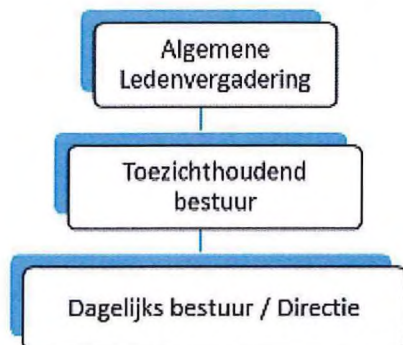 Algemene
Ledenvergadering
Toezichthoudend
bestuur
Dagelijks bestuur / Directie